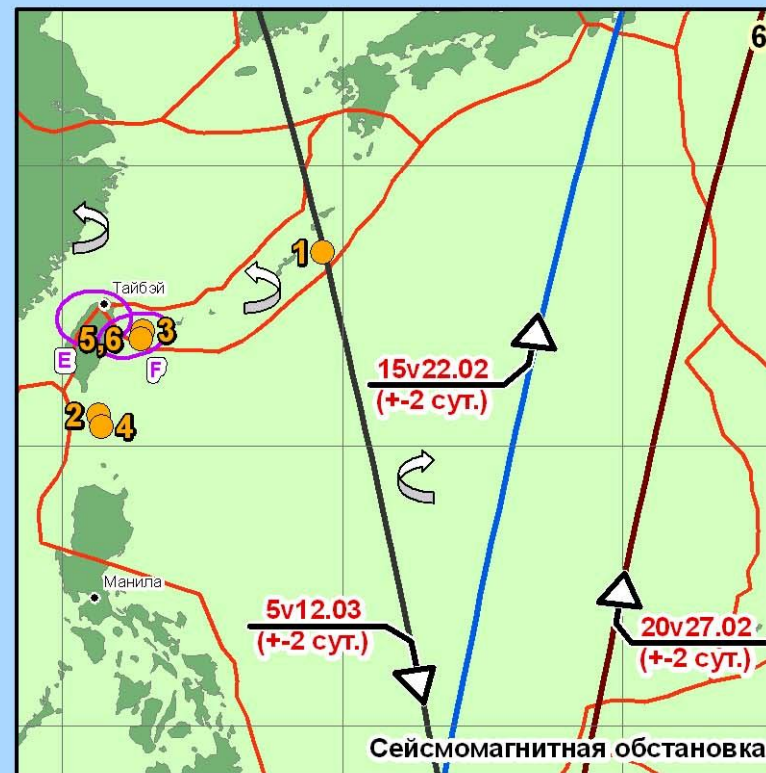 6
1
Тайбэй
3
5,6
E
F
15v22.02
(+-2 сут.)
2
4
Манила
5v12.03
(+-2 сут.)
20v27.02
(+-2 сут.)
Сейсмомагнитная обстановка